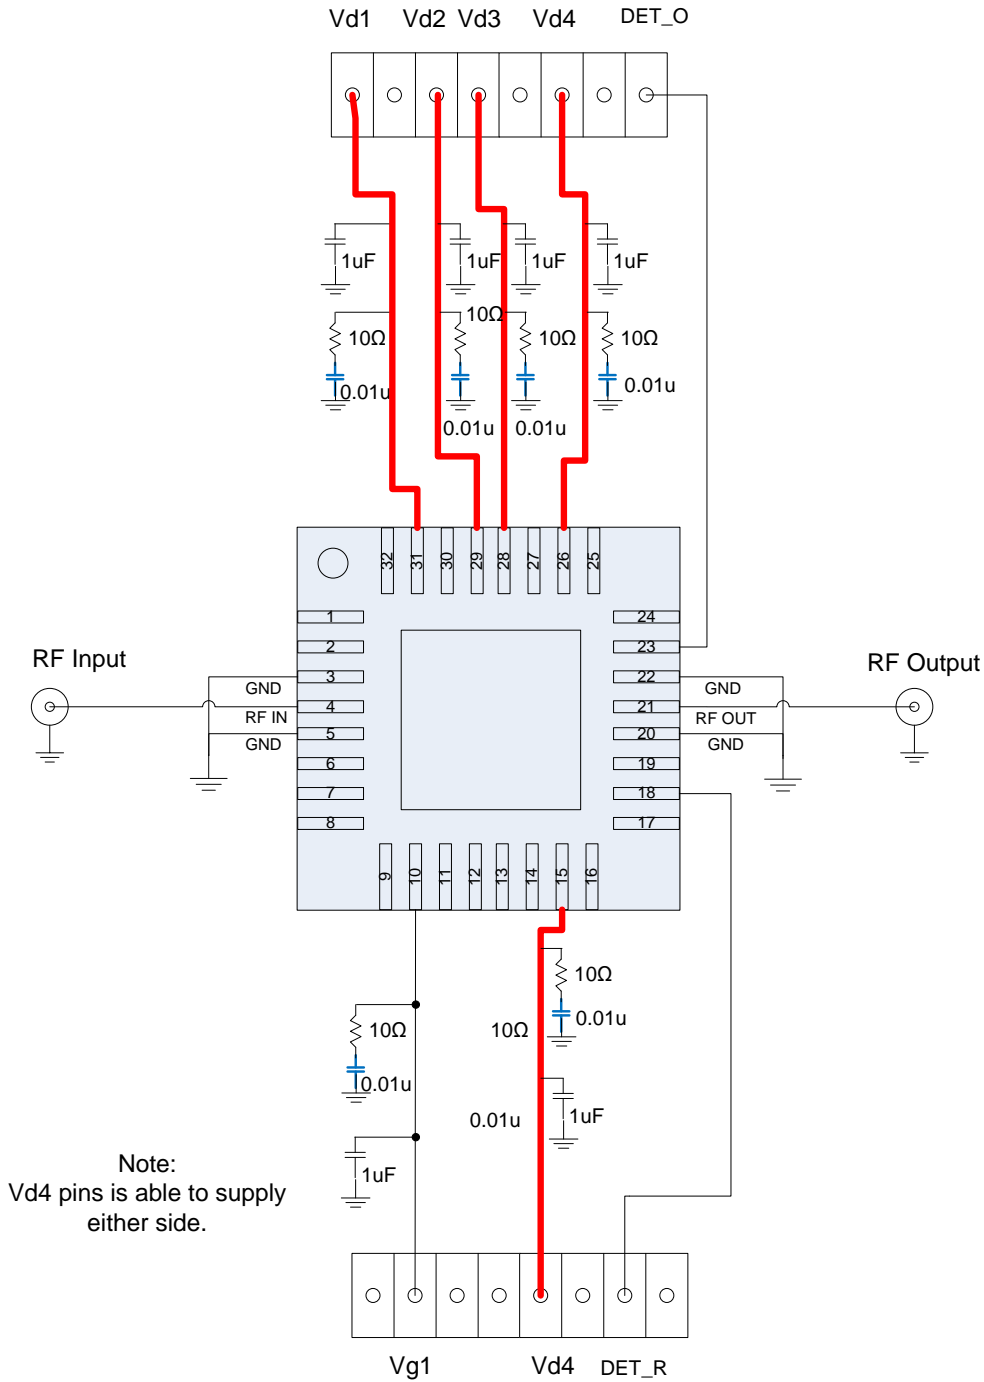 Vd1 Vd2 Vd3 Vd4 DET_O
1uF 1uF 1uF 1uF
10Ω 10Ω 10Ω 10Ω
0.01u 0.01u 0.01u 0.01u
32 31 30 29 28 27 26 25
1 24
2 23
RF Input 3 GND 22 GND RF Output
4 RF IN 21 RF OUT
5 GND 20 GND
6 19
7 18
8 17
9 10 11 12 13 14 15 16
10Ω
0.01u
10Ω 10Ω
0.01u
0.01u 1uF
1uF
Note:
Vd4 pins is able to supply
either side.
Vg1 Vd4 DET_R